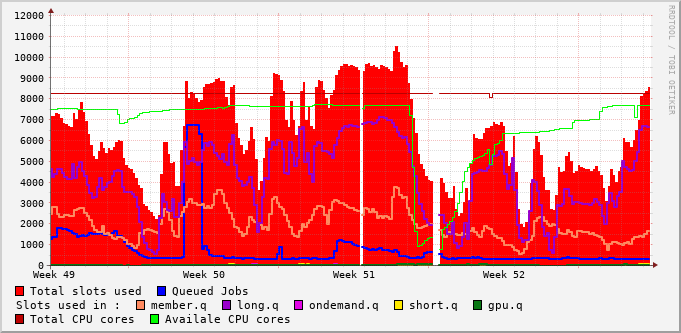 12000
11000
10000
9000
8000
7000
6000
5000
4000
3000
2000
1000
0
Week 49 Week 50 Week 51 Week 52
RRDTOOL / TOBI OETIKER
Total slots used Queued Jobs
Slots used in : member.q long.q ondemand.q short.q gpu.q
Total CPU cores Availale CPU cores